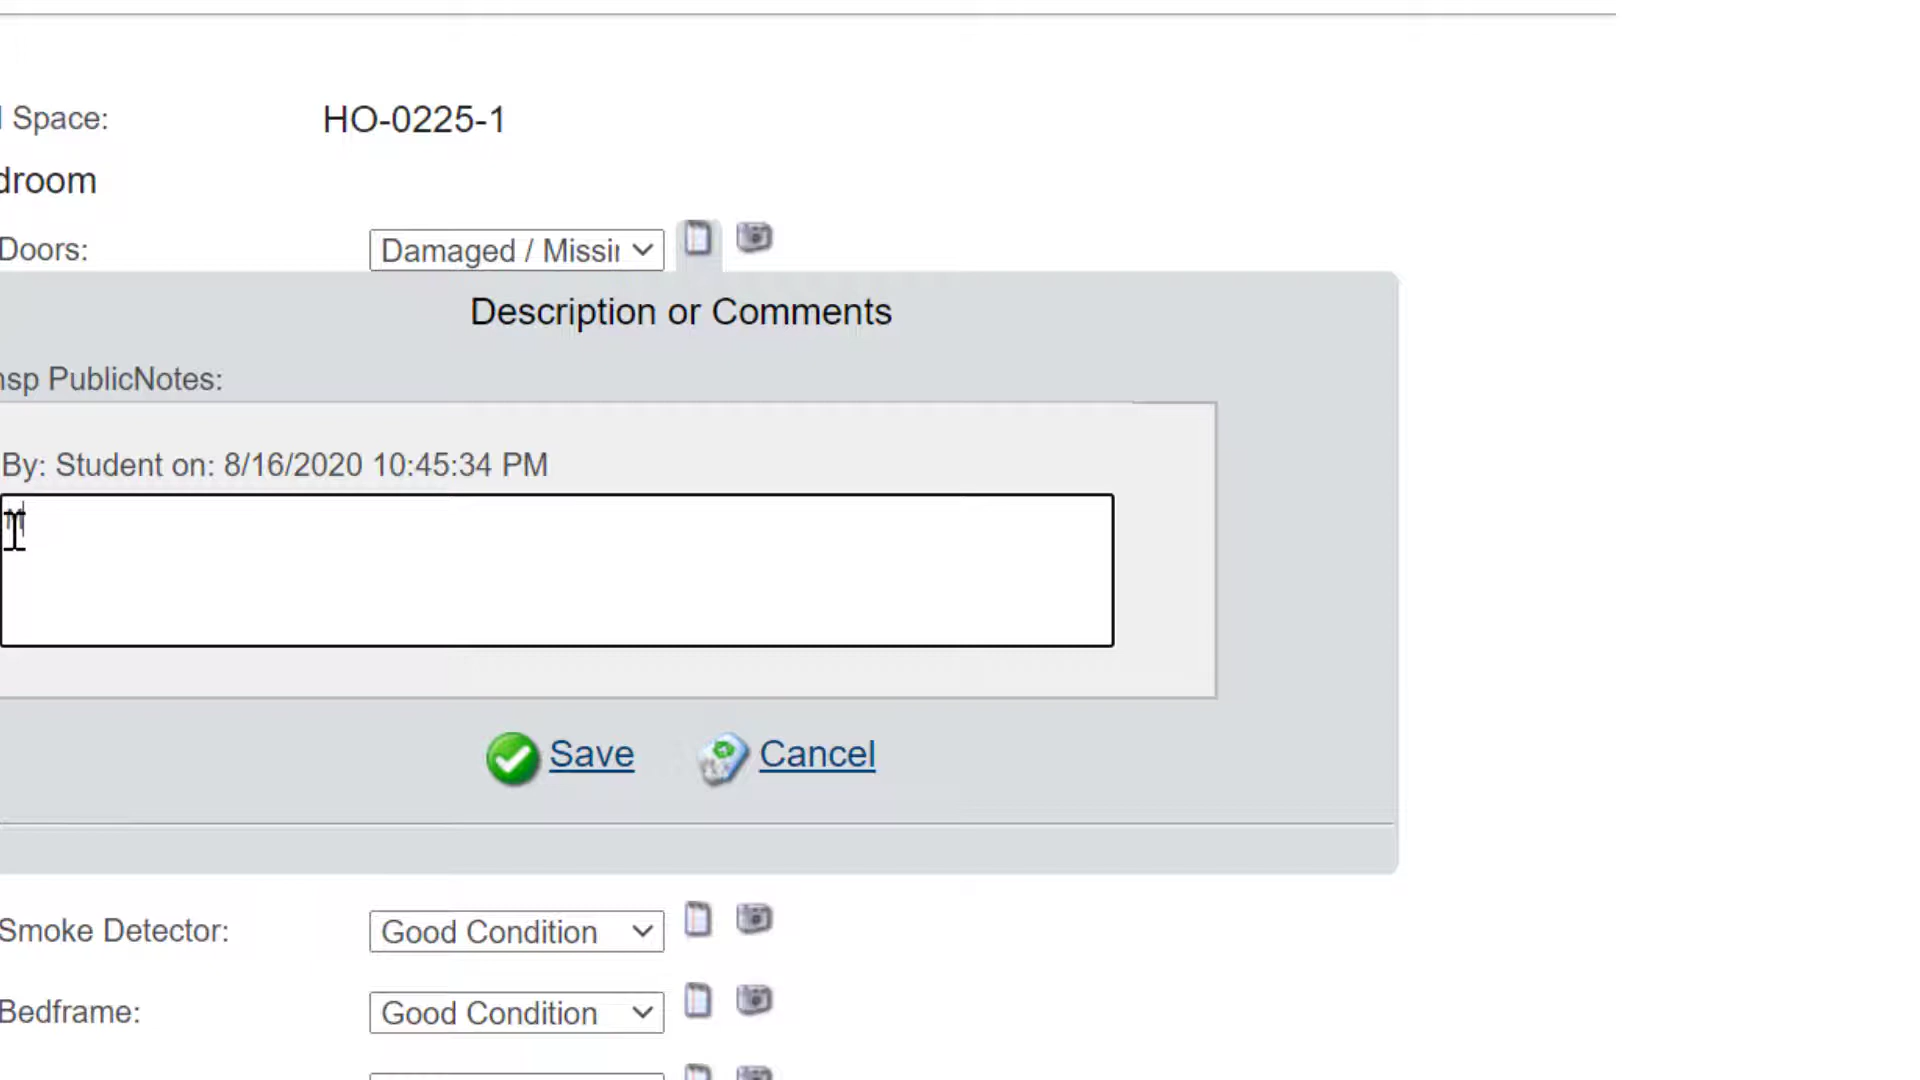 Space:
HO-0225-1
droom
Doors:
Damaged / Missir
Description or Comments
nsp PublicNotes:
By: Student on: 8/16/2020 10:45:34 PM
Save
Cancel
Smoke Detector:
Good Condition
Bedframe:
Good Condition